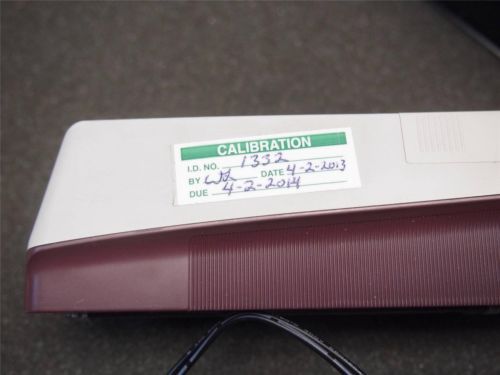 CALIBRATION
I.D. NO. 1332
BY DATE 4-2-2013
DUE 4-2-2014